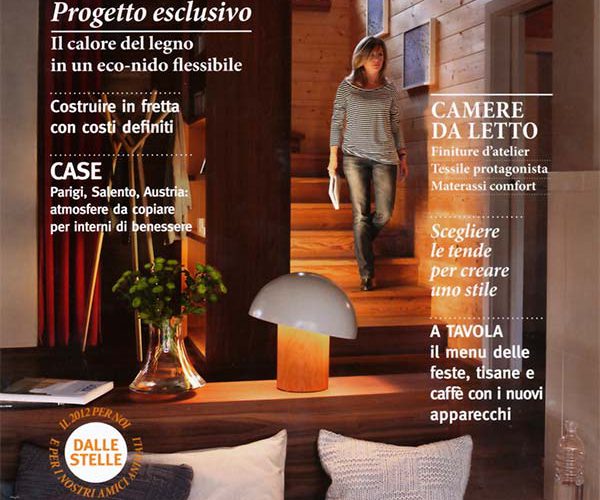 Progetto esclusivo
Il calore del legno
in un eco-nido flessibile
Costruire in fretta
con costi definiti
CASE
Parigi, Salento, Austria:
atmosfere da copiare
per interni di benessere
CAMERE
DA LETTO
Finiture d'atelier
Tessile protagonista
Materassi comfort
Scegliere
le tende
per creare
uno stile
A TAVOLA
il menu delle
feste, tisane e
caffè con i nuovi
apparecchi
IL 2012 PER NOI
E PER I NOSTRI AMICI ANIMALI
DALLE
STELLE